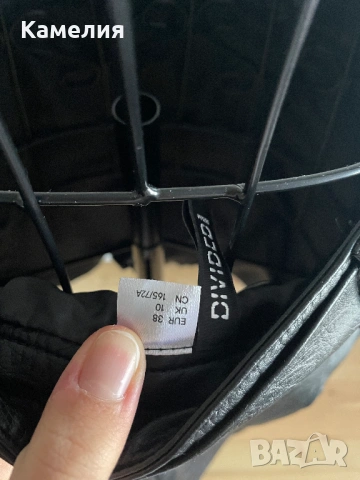 Камелия
DIVIDED!
EUR 38
UK 10
CN 165/72A
BAZAR